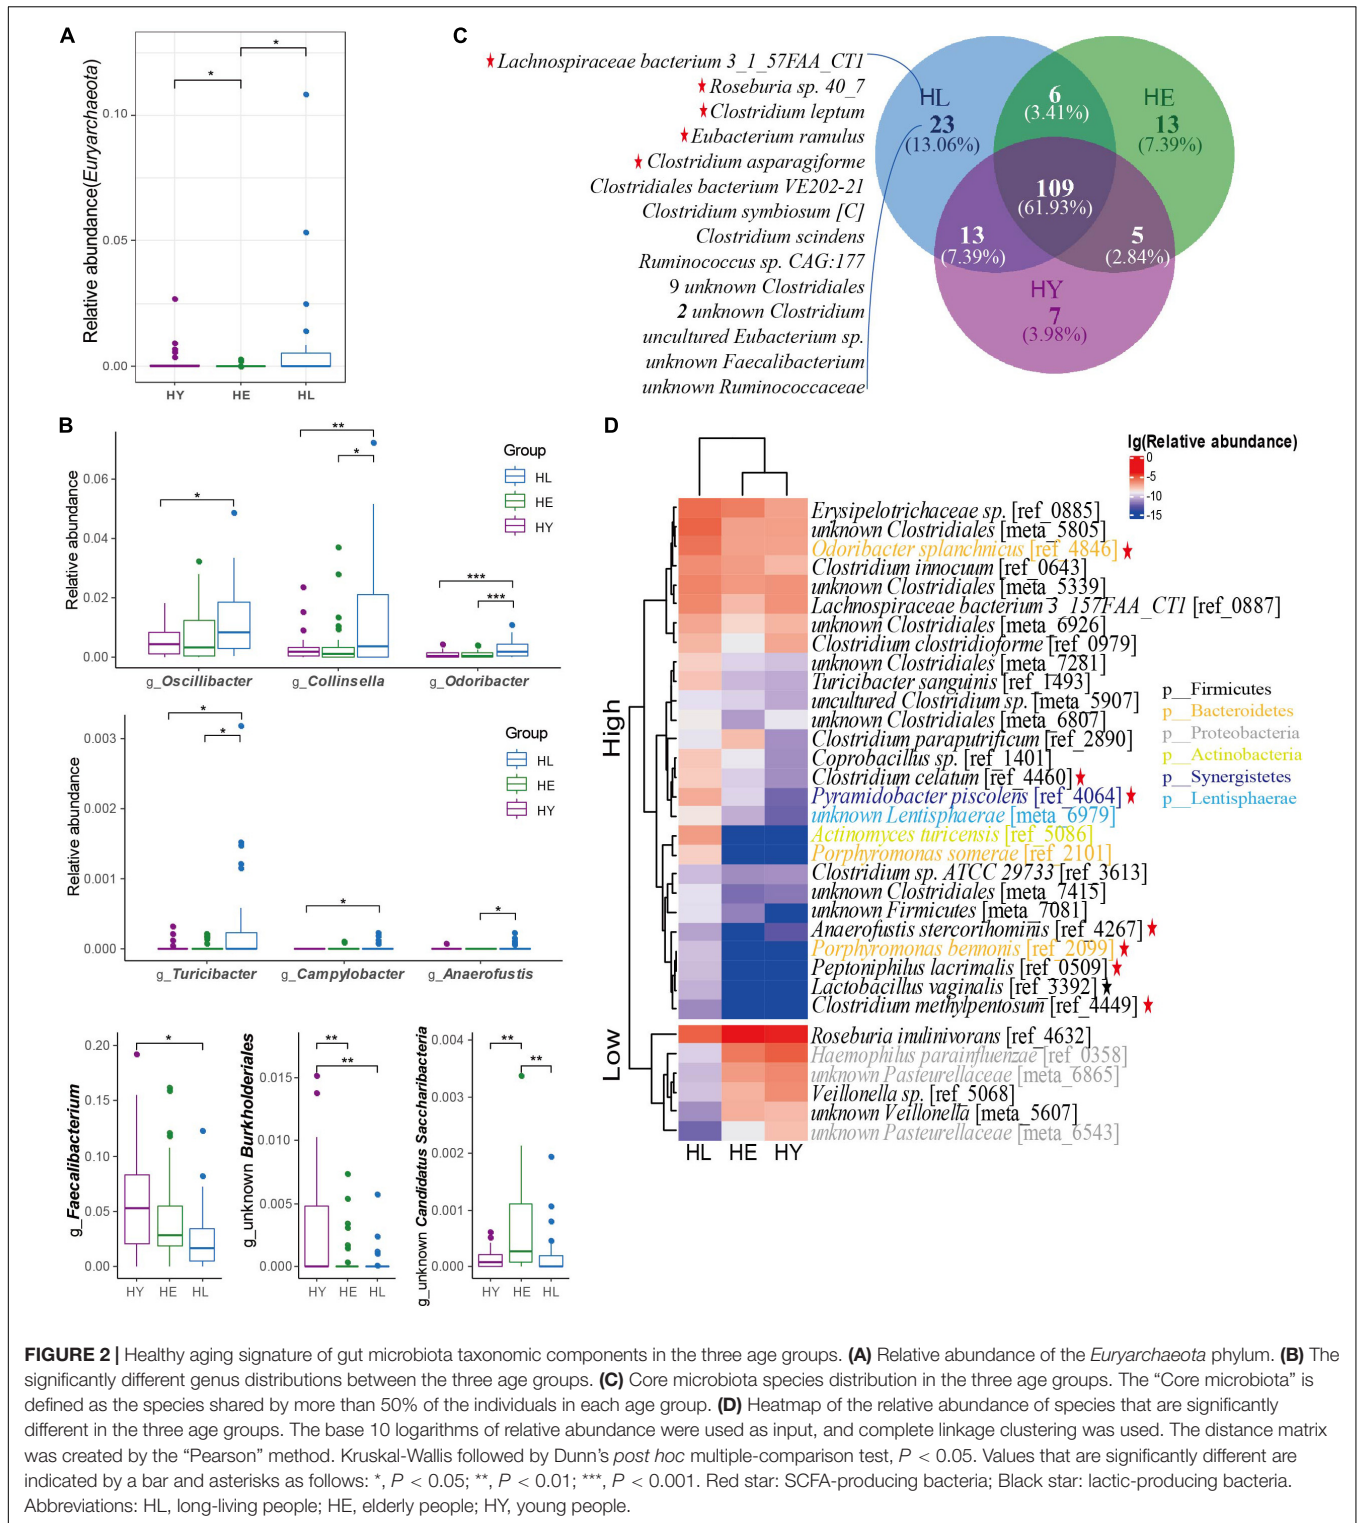 A
Relative abundance(Euryarchaeota)
0.10
0.05
0.00
*
*
HY HE HL
B
Relative abundance
0.06
0.04
0.02
0.00
*
**
*
***
***
Group
HL
HE
HY
g_Oscillibacter g_Collinsella g_Odoribacter
Relative abundance
0.003
0.002
0.001
0.000
*
*
*
*
Group
HL
HE
HY
g_Turicibacter g_Campylobacter g_Anaerofustis
g_Faecalibacterium
0.20
0.15
0.10
0.05
0.00
*
HY HE HL
g_unknown Burkholderiales
0.015
0.010
0.005
0.000
**
**
HY HE HL
g_unknown Candidatus Saccharibacteria
0.004
0.003
0.002
0.001
0.000
**
**
HY HE HL
C
Lachnospiraceae bacterium 3_1_57FAA_CT1
Roseburia sp. 40_7
Clostridium leptum
Eubacterium ramulus
Clostridium asparagiforme
Clostridiales bacterium VE202-21
Clostridium symbiosum [C]
Clostridium scindens
Ruminococcus sp. CAG:177
9 unknown Clostridiales
2 unknown Clostridium
uncultured Eubacterium sp.
unknown Faecalibacterium
unknown Ruminococcaceae
HL
23
(13.06%)
6
(3.41%)
HE
13
(7.39%)
109
(61.93%)
13
(7.39%)
5
(2.84%)
HY
7
(3.98%)
D
lg(Relative abundance)
0
-5
-10
-15
High
Low
Erysipelotrichaceae sp. [ref_0885]
unknown Clostridiales [meta_5805]
Odoribacter splanchnicus [ref_4846]
Clostridium innocuum [ref_0643]
unknown Clostridiales [meta_5339]
Lachnospiraceae bacterium 3_157FAA_CT1 [ref_0887]
unknown Clostridiales [meta_6926]
Clostridium clostridioforme [ref_0979]
unknown Clostridiales [meta_7281]
Turicibacter sanguinis [ref_1493]
uncultured Clostridium sp. [meta_5907]
unknown Clostridiales [meta_6807]
Clostridium paraputrificum [ref_2890]
Coprobacillus sp. [ref_1401]
Clostridium celatum [ref_4460]
Pyramidobacter piscolens [ref_4064]
unknown Lentisphaerae [meta_6979]
Actinomyces turicensis [ref_5086]
Porphyromonas somerae [ref_2101]
Clostridium sp. ATCC 29733 [ref_3613]
unknown Clostridiales [meta_7415]
unknown Firmicutes [meta_7081]
Anaerofustis stercorihominis [ref_4267]
Porphyromonas bennonis [ref_2099]
Peptoniphilus lacrimalis [ref_0509]
Lactobacillus vaginalis [ref_3392]
Clostridium methylpentosum [ref_4449]
Roseburia inulinivorans [ref_4632]
Haemophilus parainfluenzae [ref_0358]
unknown Pasteurellaceae [meta_6865]
Veillonella sp. [ref_5068]
unknown Veillonella [meta_5607]
unknown Pasteurellaceae [meta_6543]
HL HE HY
p__Firmicutes
p__Bacteroidetes
p__Proteobacteria
p__Actinobacteria
p__Synergistetes
p__Lentisphaerae
FIGURE 2 | Healthy aging signature of gut microbiota taxonomic components in the three age groups. (A) Relative abundance of the Euryarchaeota phylum. (B) The
significantly different genus distributions between the three age groups. (C) Core microbiota species distribution in the three age groups. The “Core microbiota” is
defined as the species shared by more than 50% of the individuals in each age group. (D) Heatmap of the relative abundance of species that are significantly
different in the three age groups. The base 10 logarithms of relative abundance were used as input, and complete linkage clustering was used. The distance matrix
was created by the “Pearson” method. Kruskal-Wallis followed by Dunn’s post hoc multiple-comparison test, P < 0.05. Values that are significantly different are
indicated by a bar and asterisks as follows: *, P < 0.05; **, P < 0.01; ***, P < 0.001. Red star: SCFA-producing bacteria; Black star: lactic-producing bacteria.
Abbreviations: HL, long-living people; HE, elderly people; HY, young people.